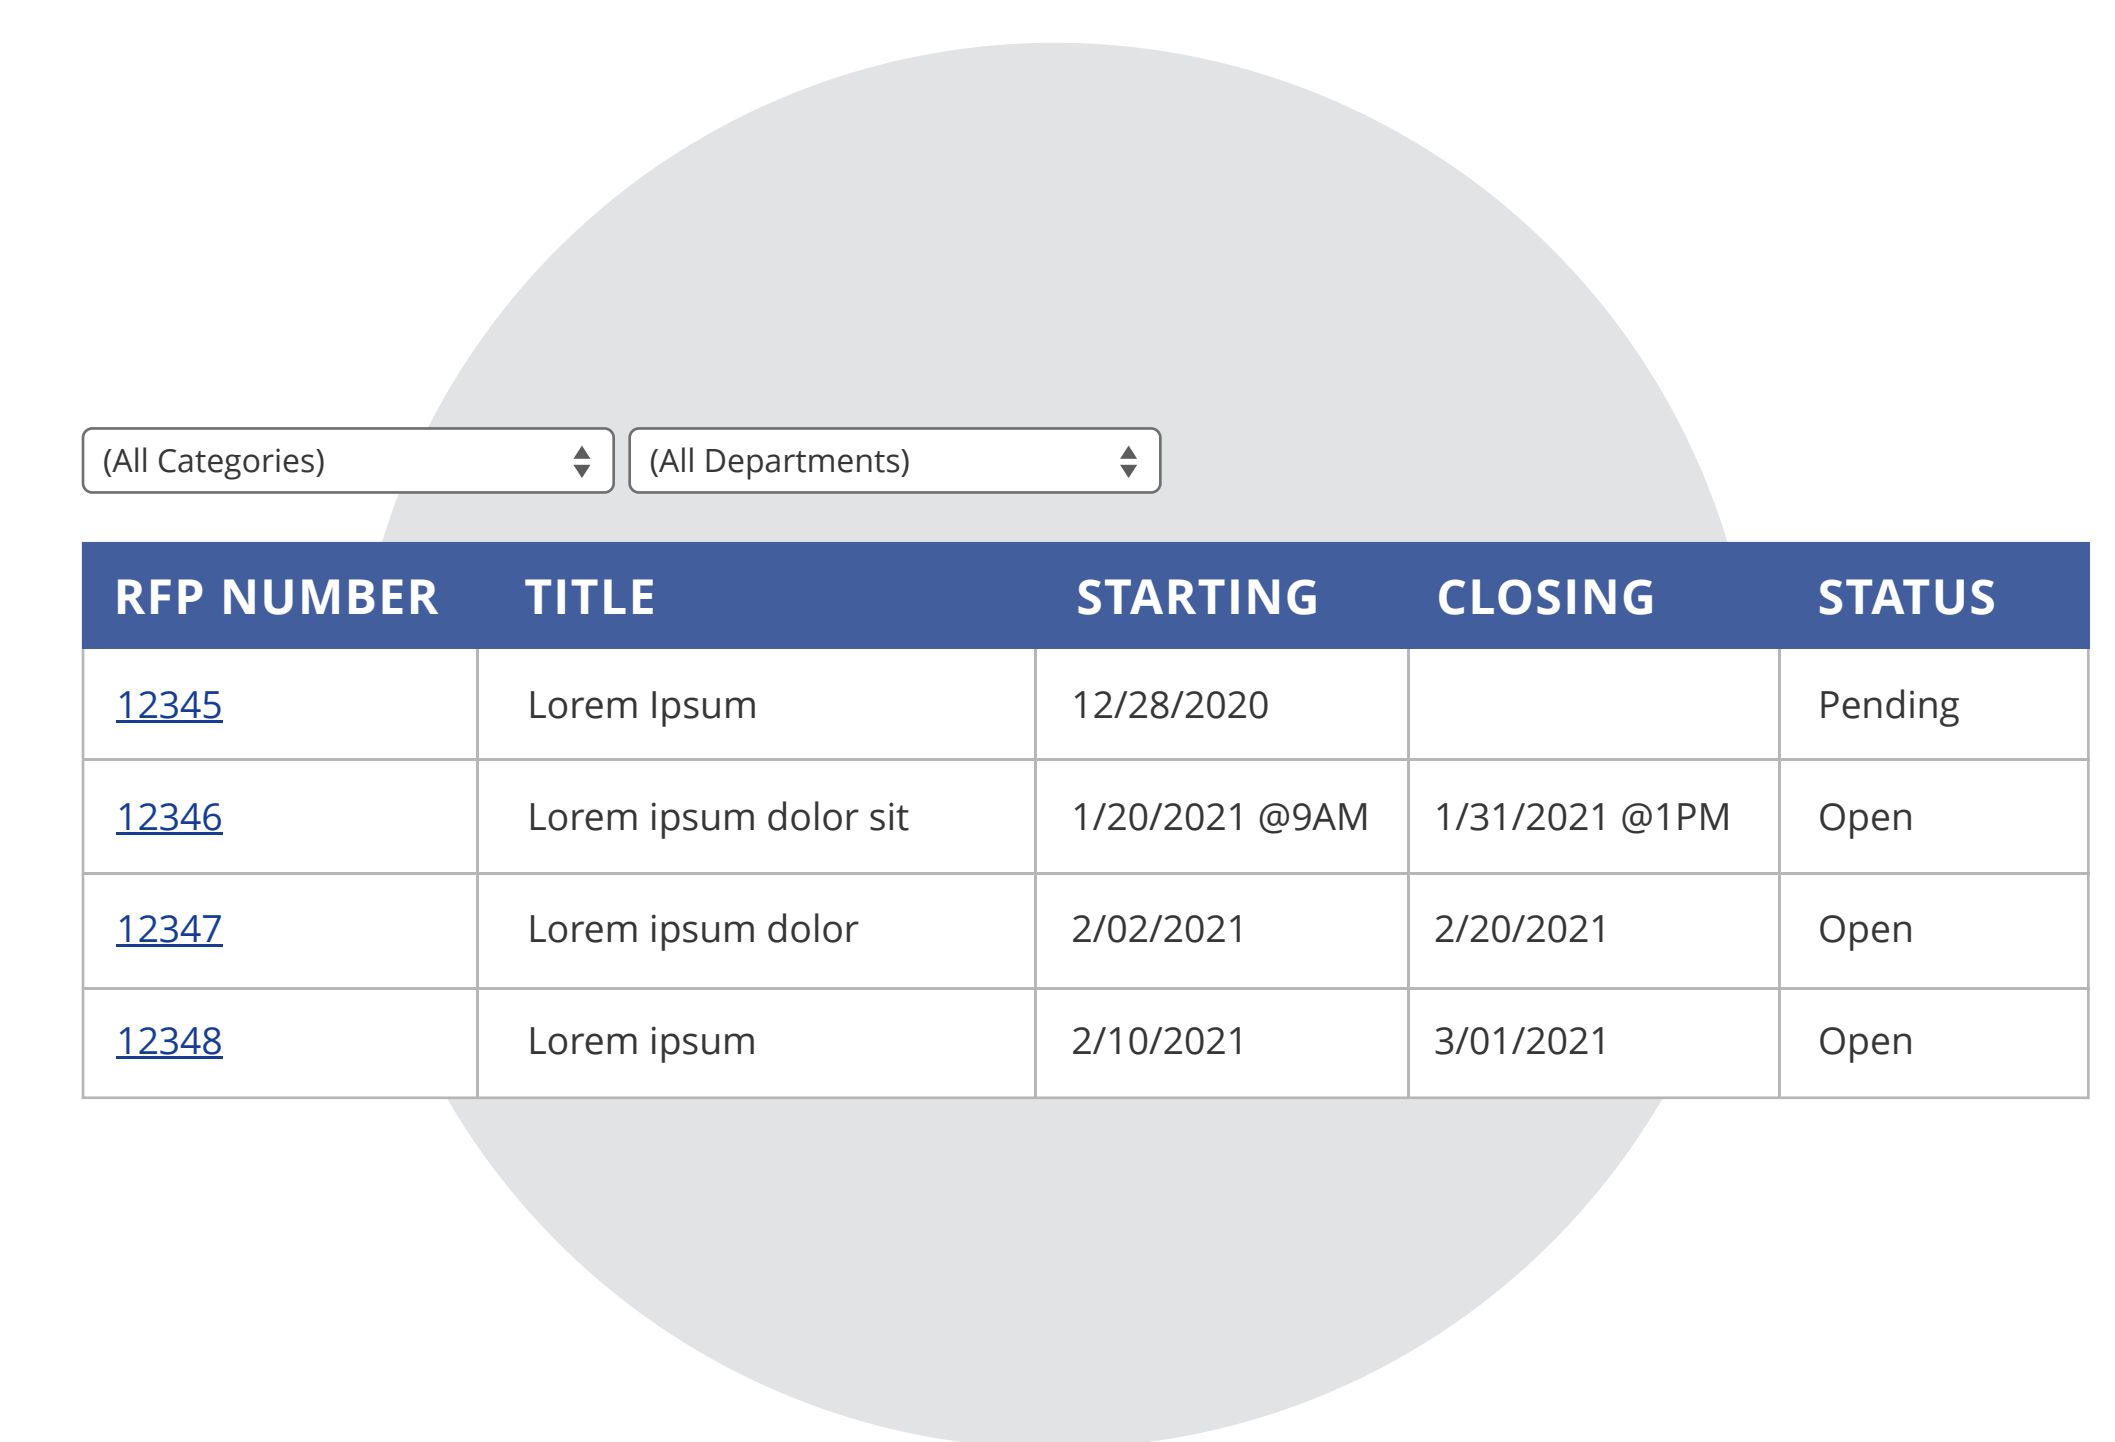 (All Categories) (All Departments)
RFP NUMBER TITLE STARTING CLOSING STATUS
12345 Lorem Ipsum 12/28/2020 Pending
12346 Lorem ipsum dolor sit 1/20/2021 @9AM 1/31/2021 @1PM Open
12347 Lorem ipsum dolor 2/02/2021 2/20/2021 Open
12348 Lorem ipsum 2/10/2021 3/01/2021 Open